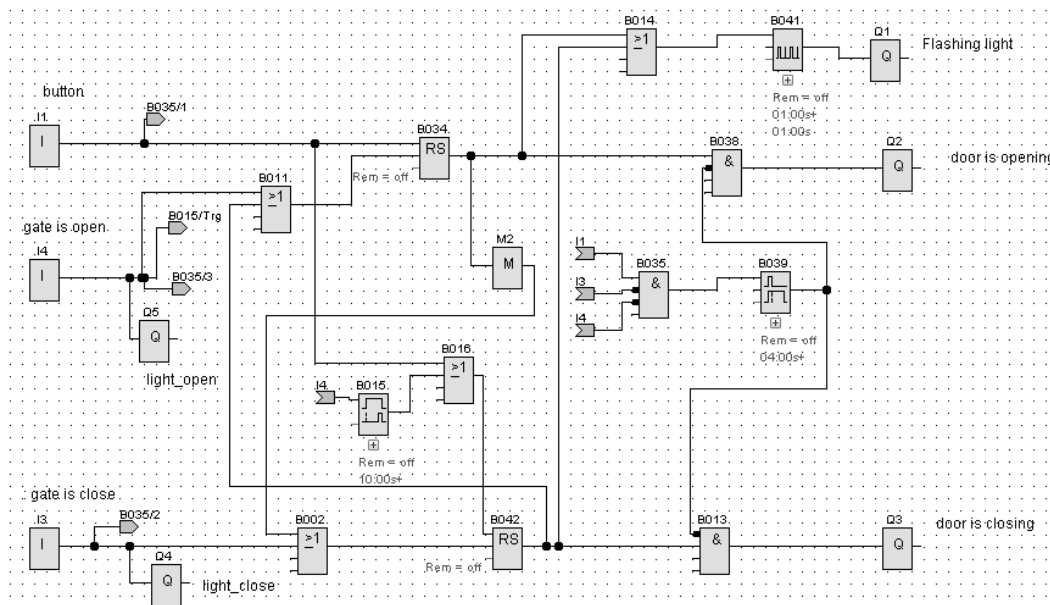 B014
>1
B041
Q1
Q
Flashing light
Rem = off
01:00s+
01:00s
button
I1
I
B035/1
B034
RS
Rem = off
B038
&
Q2
Q
door is opening
B011
>1
B015/Trg
gate is open
I4
I
B035/3
M2
M
I1
I3
I4
B035
&
B039
Rem = off
04:00s+
Q5
Q
light_open
B016
>1
I4
B015
Rem = off
10:00s+
gate is close
I3
I
B035/2
Q4
Q
light_close
B002
>1
B042
RS
Rem = off
B013
&
Q3
Q
door is closing